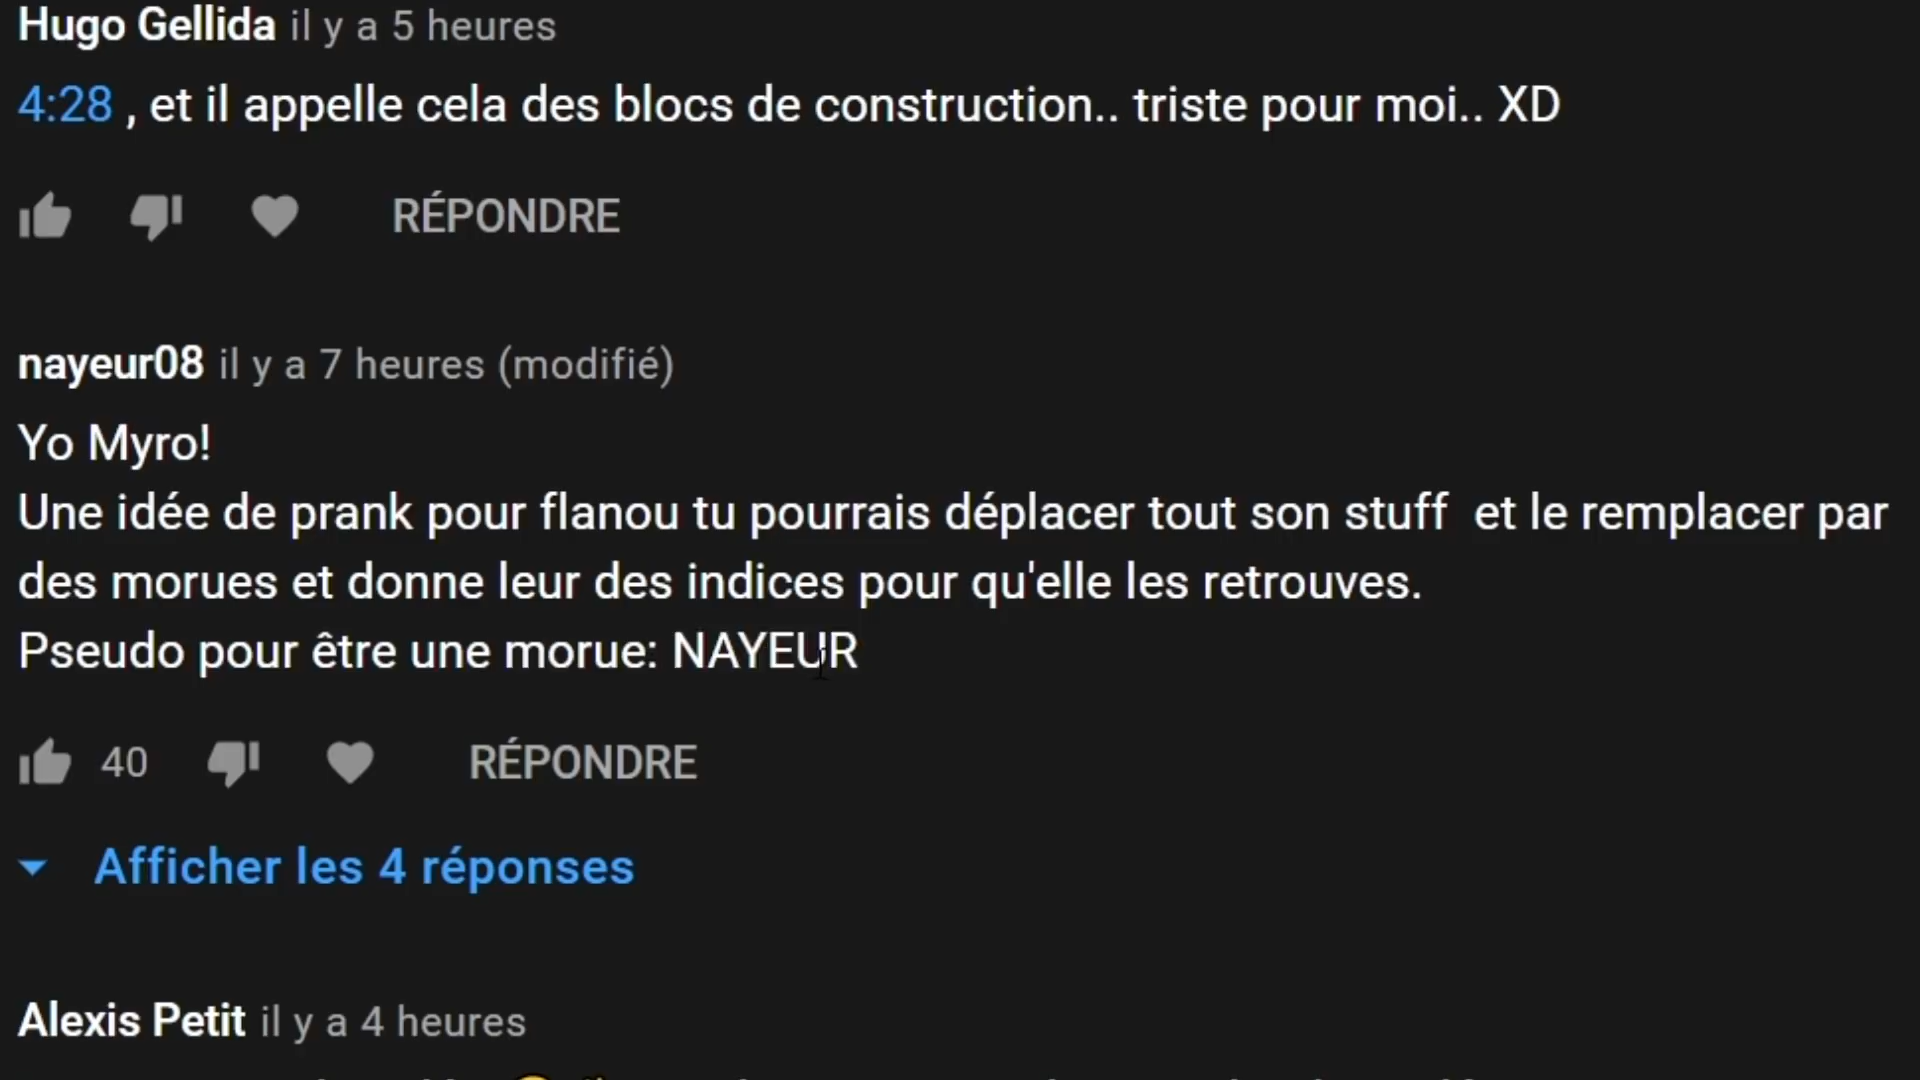 Hugo Gellida il y a 5 heures
4:28 , et il appelle cela des blocs de construction.. triste pour moi.. XD
RÉPONDRE
nayeur08 il y a 7 heures (modifié)
Yo Myro!
Une idée de prank pour flanou tu pourrais déplacer tout son stuff  et le remplacer par
des morues et donne leur des indices pour qu'elle les retrouves.
Pseudo pour être une morue: NAYEUR
40 RÉPONDRE
Afficher les 4 réponses
Alexis Petit il y a 4 heures